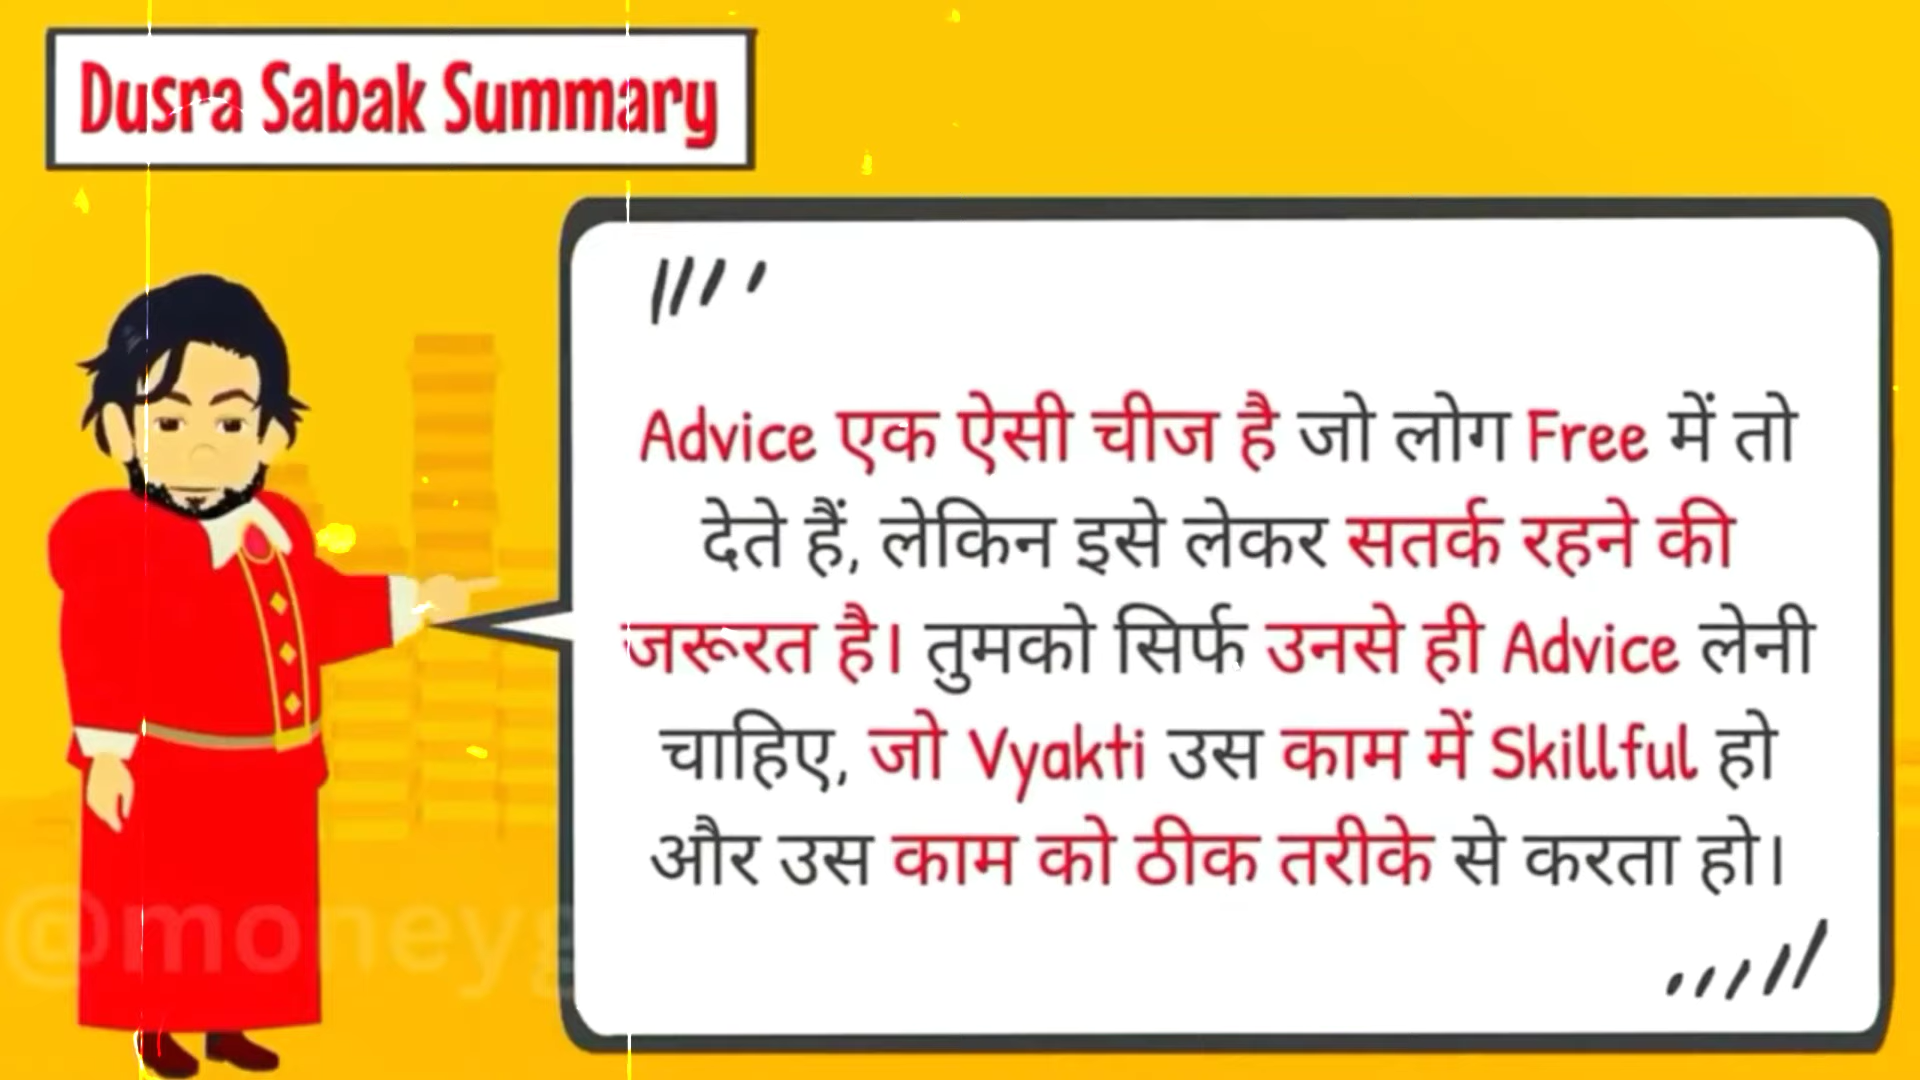 Dusra Sabak Summary
Advice एक ऐसी चीज है जो लोग Free में तो
देते हैं, लेकिन इसे लेकर सतर्क रहने की
जरूरत है। तुमको सिर्फ उनसे ही Advice लेनी
चाहिए, जो Vyakti उस काम में Skillful हो
और उस काम को ठीक तरीके से करता हो।
@moneyg